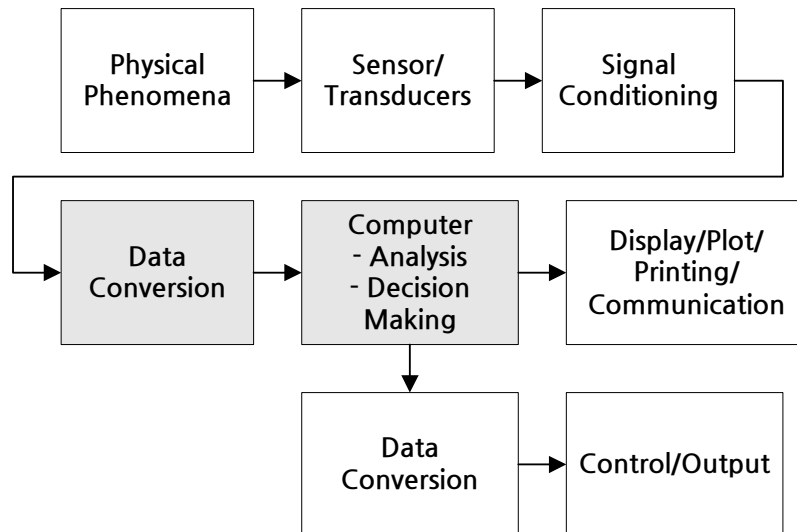 Physical
Phenomena
Sensor/
Transducers
Signal
Conditioning
Data
Conversion
Computer
- Analysis
- Decision
Making
Display/Plot/
Printing/
Communication
Data
Conversion
Control/Output